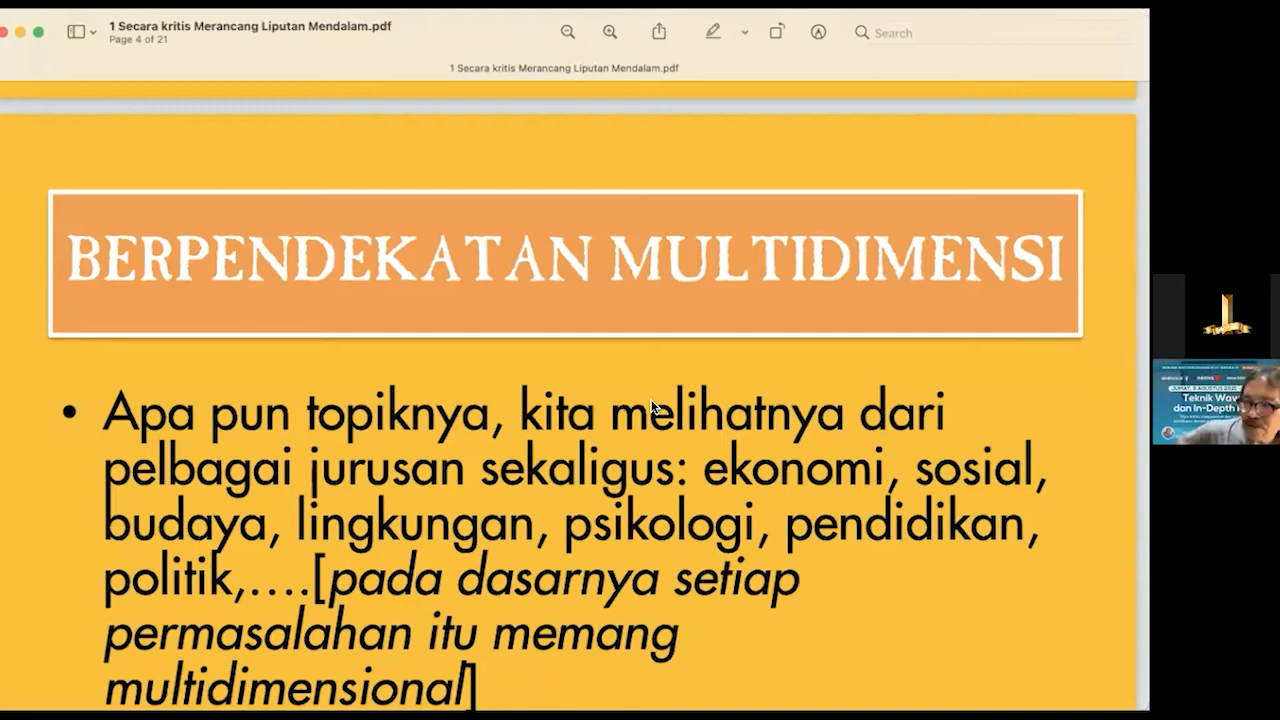 1 Secara kritis Merancang Liputan Mendalam.pdf
Page 4 of 21
Search
1 Secara kritis Merancang Liputan Mendalam.pdf
BERPENDEKATAN MULTIDIMENSI
• Apa pun topiknya, kita melihatnya dari
pelbagai jurusan sekaligus: ekonomi, sosial,
budaya, lingkungan, psikologi, pendidikan,
politik,....[pada dasarnya setiap
permasalahan itu memang
multidimensional]
Teknik
dan In-Depth